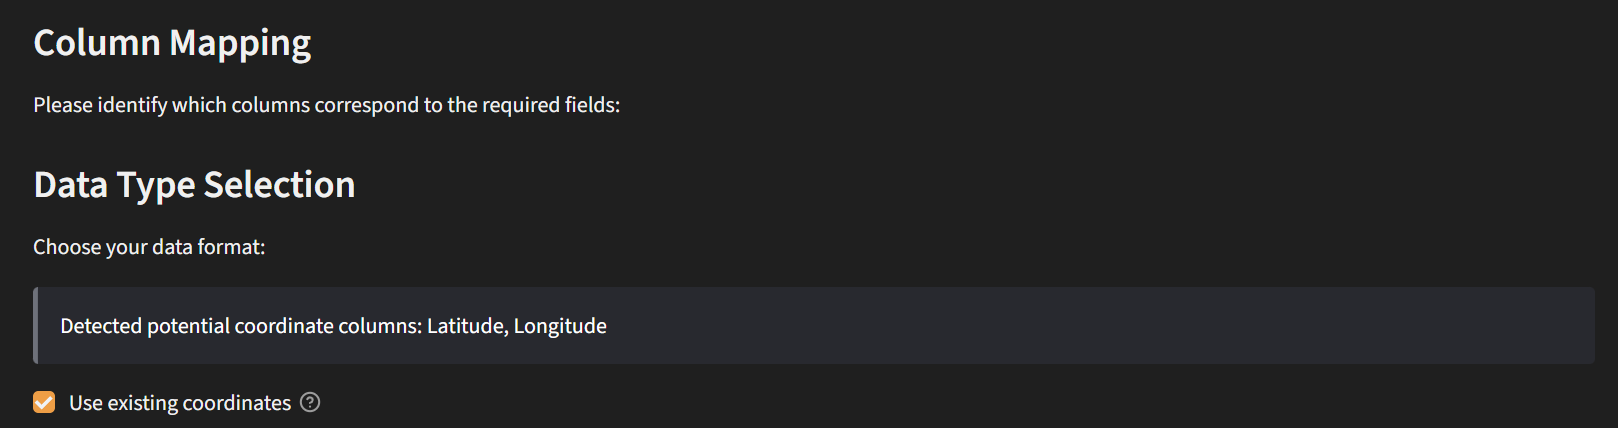 Column Mapping
Please identify which columns correspond to the required fields:
Data Type Selection
Choose your data format:
Detected potential coordinate columns: Latitude, Longitude
Use existing coordinates ?